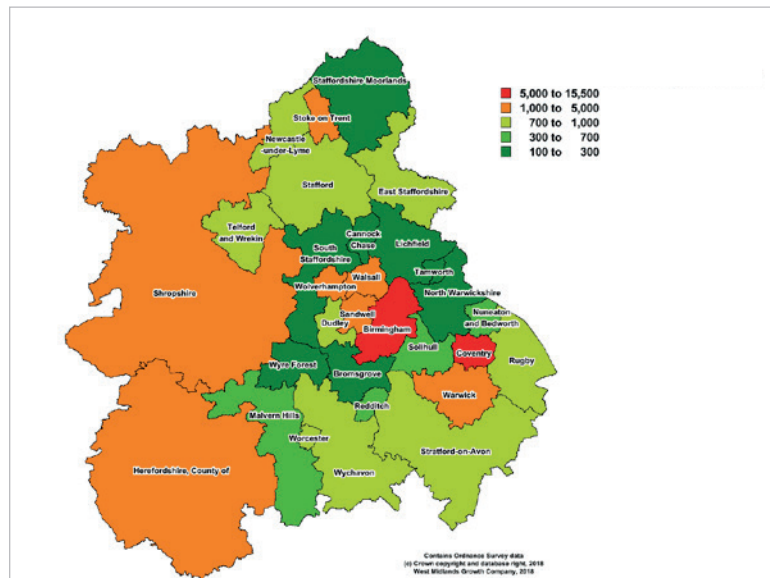 Staffordshire Moorlands
5,000 to 15,500
1,000 to 5,000
700 to 1,000
300 to 700
100 to 300
Stoke on Trent
Newcastle
-under-Lyme
Stafford
East Staffordshire
Telford
and Wrekin
Cannock
Chase
Lichfield
South
Staffordshire
Tamworth
Walsall
Wolverhampton
North Warwickshire
Shropshire
Sandwell
Nuneaton
and Bedworth
Dudley
Birmingham
Solihull
Coventry
Rugby
Wyre Forest
Bromsgrove
Warwick
Redditch
Malvern Hills
Worcester
Stratford-on-Avon
Herefordshire, County of
Wychavon
Contains Ordnance Survey data
(c) Crown copyright and database right, 2018
West Midlands Growth Company, 2018